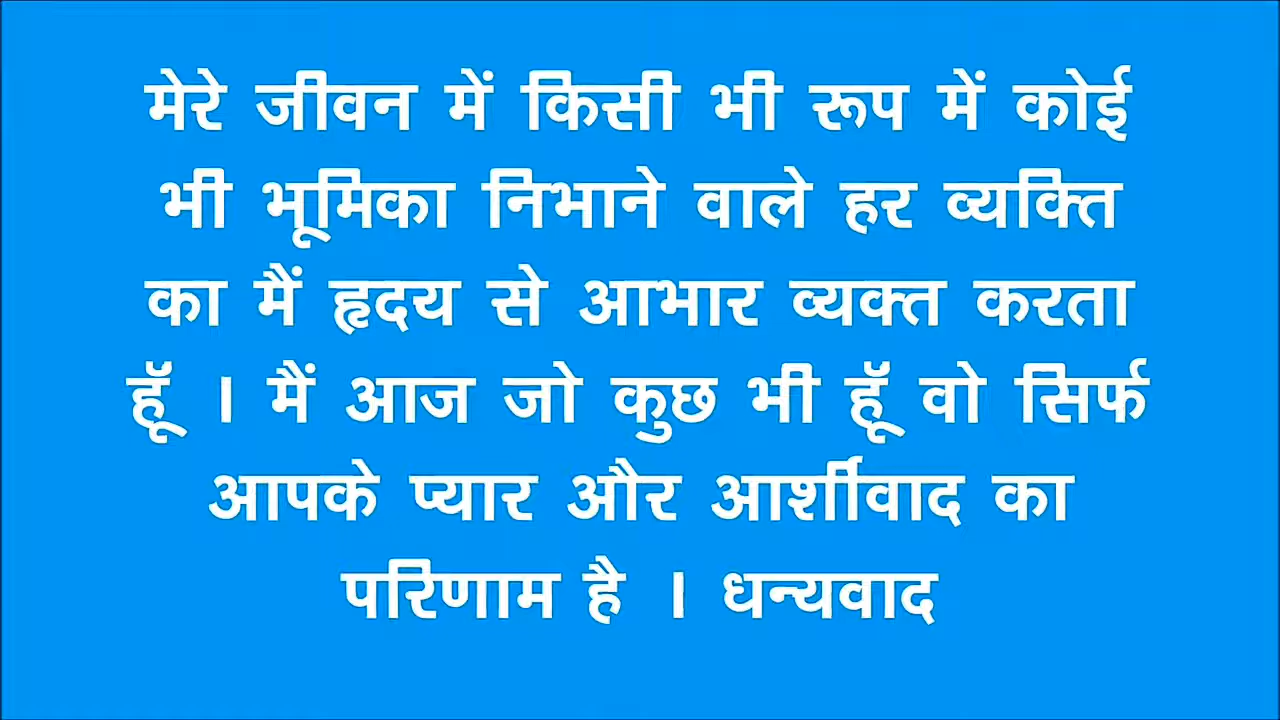 मेरे जीवन में किसी भी रूप में कोई
भी भूमिका निभाने वाले हर व्यक्ति
का मैं हृदय से आभार व्यक्त करता
हूॅं । मैं आज जो कुछ भी हूॅं वो सिर्फ
आपके प्यार और आर्शीवाद का
परिणाम है । धन्यवाद